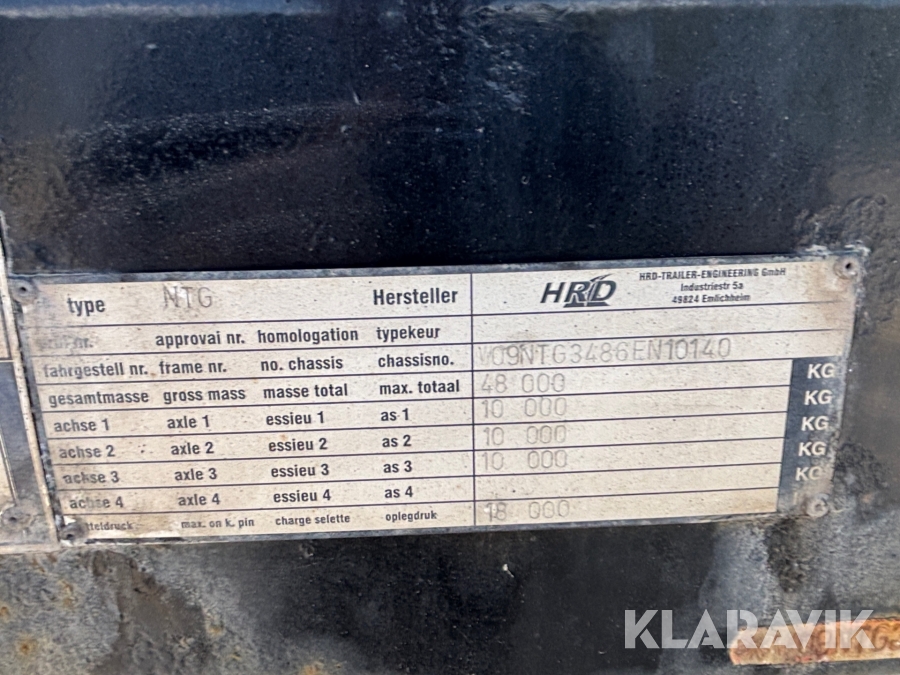 type NTG Hersteller HRD HRD-TRAILER-ENGINEERING GmbH
Industriestr 5a
49824 Emlichheim
nr. approval nr. homologation typekeur
fahrgestell nr. frame nr. no. chassis chassisno. W09NTG3486EN10140
gesamtmasse gross mass masse total max. totaal 48 000 KG
achse 1 axle 1 essieu 1 as 1 10 000 KG
achse 2 axle 2 essieu 2 as 2 10 000 KG
achse 3 axle 3 essieu 3 as 3 10 000 KG
achse 4 axle 4 essieu 4 as 4 KG
tteldruck max. on k. pin charge selette oplegdruk 18 000
KLARAVIK